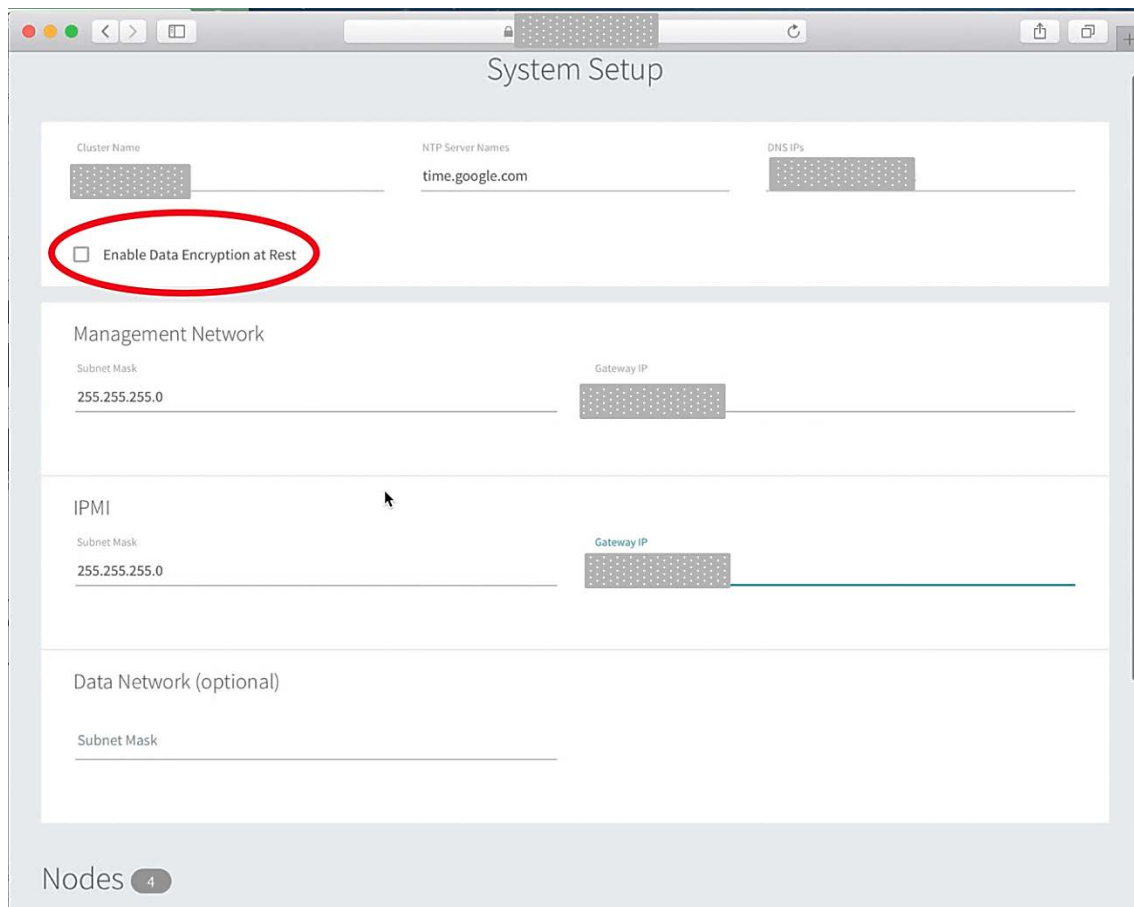 System Setup
Cluster Name
NTP Server Names
DNS IPs
time.google.com
Enable Data Encryption at Rest
Management Network
Subnet Mask
Gateway IP
255.255.255.0
IPMI
Subnet Mask
Gateway IP
255.255.255.0
Data Network (optional)
Subnet Mask
Nodes 4